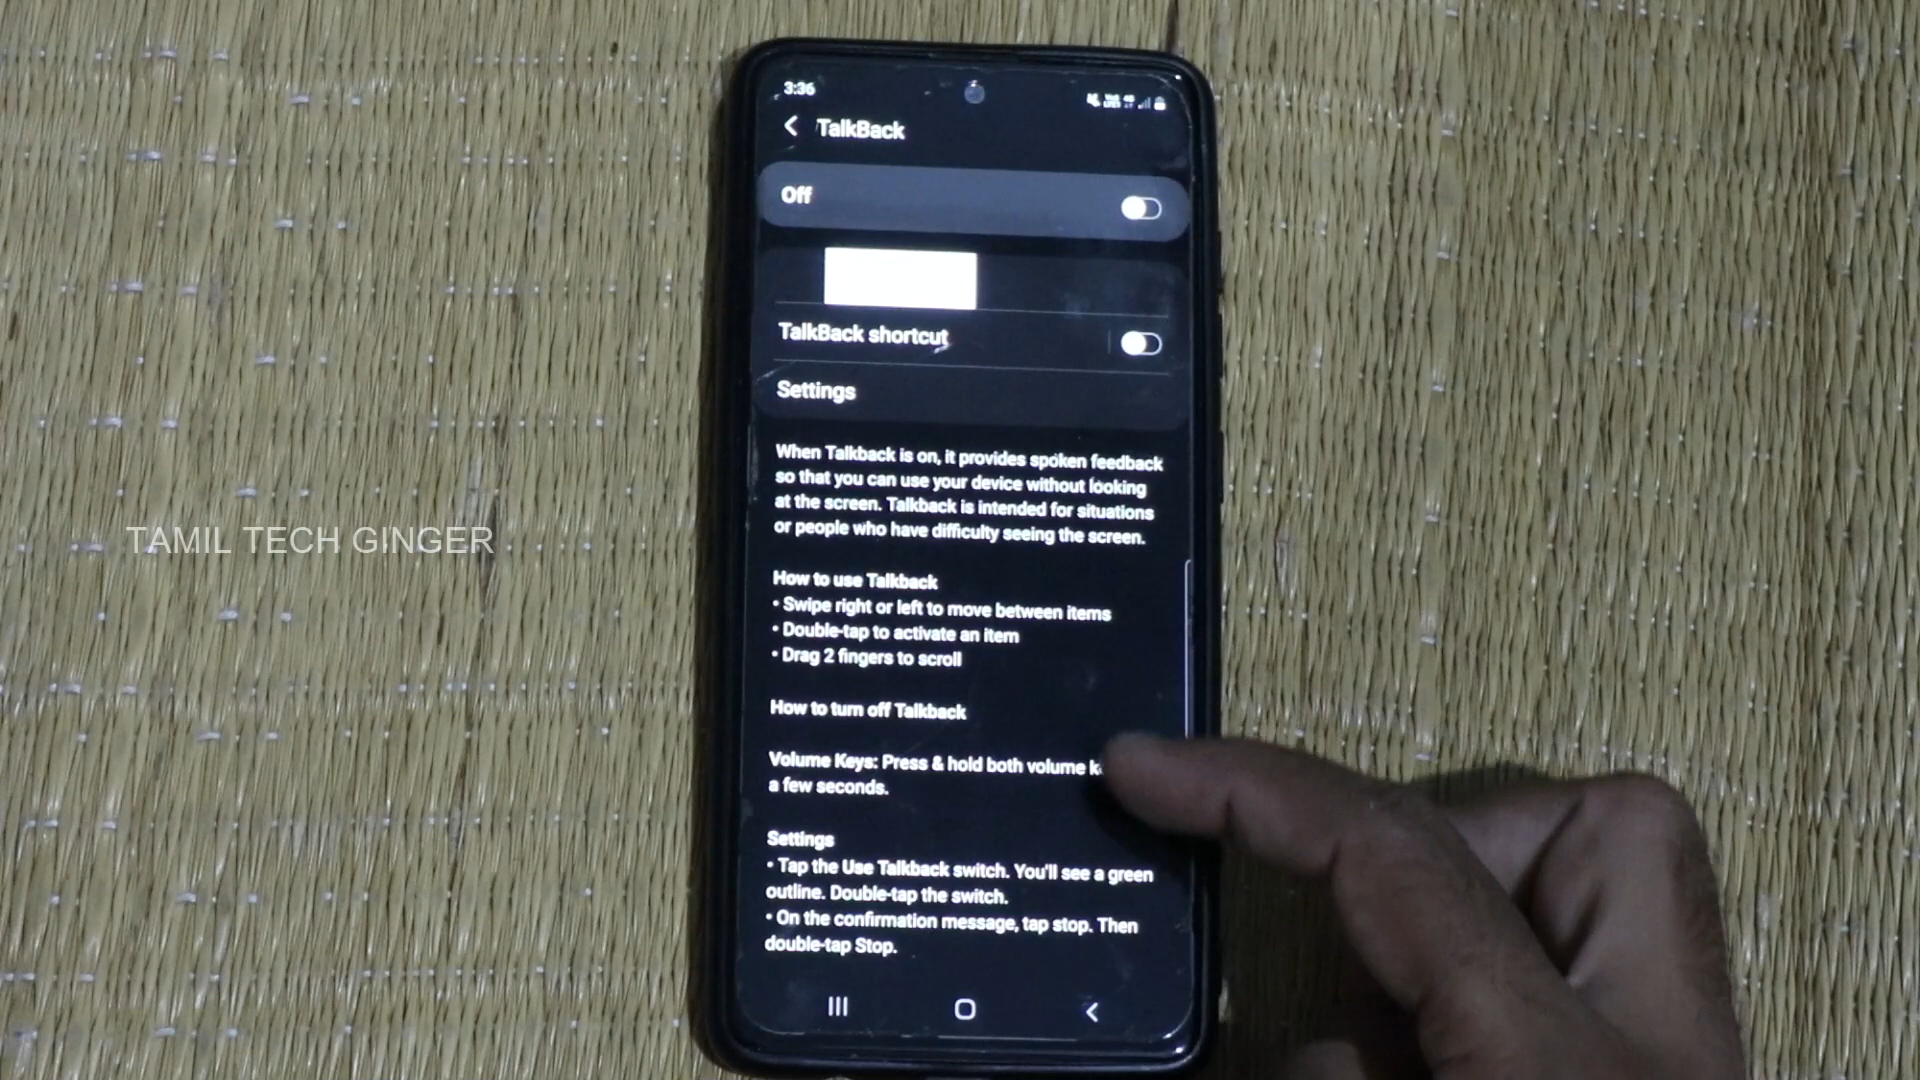 3:36
TalkBack
Off
TalkBack shortcut
Settings
When Talkback is on, it provides spoken feedback
so that you can use your device without looking
at the screen. Talkback is intended for situations
or people who have difficulty seeing the screen.
TAMIL TECH GINGER
How to use Talkback
• Swipe right or left to move between items
• Double-tap to activate an item
• Drag 2 fingers to scroll
How to turn off Talkback
Volume Keys: Press & hold both volume
a few seconds.
Settings
• Tap the Use Talkback switch. You'll see a green
outline. Double-tap the switch.
• On the confirmation message, tap stop. Then
double-tap Stop.